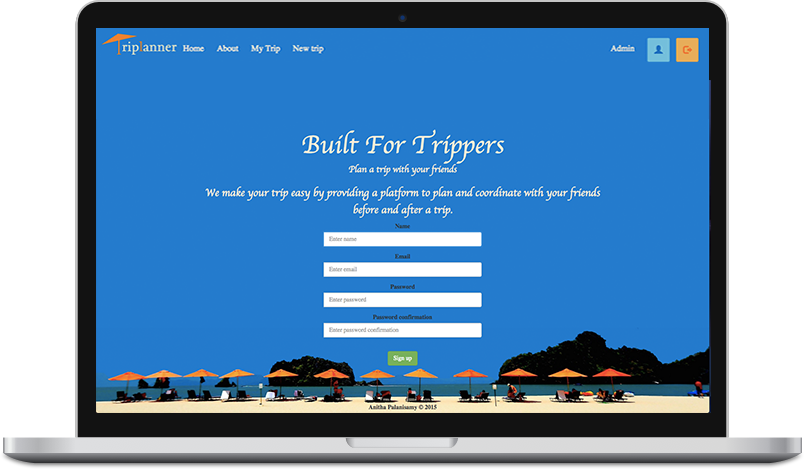 Triplanner Home About My Trip New trip Admin
Built For Trippers
Plan a trip with your friends
We make your trip easy by providing a platform to plan and coordinate with your friends
before and after a trip.
Name
Enter name
Email
Enter email
Password
Enter password
Password confirmation
Enter password confirmation
Sign up
Anitha Palanisamy © 2015